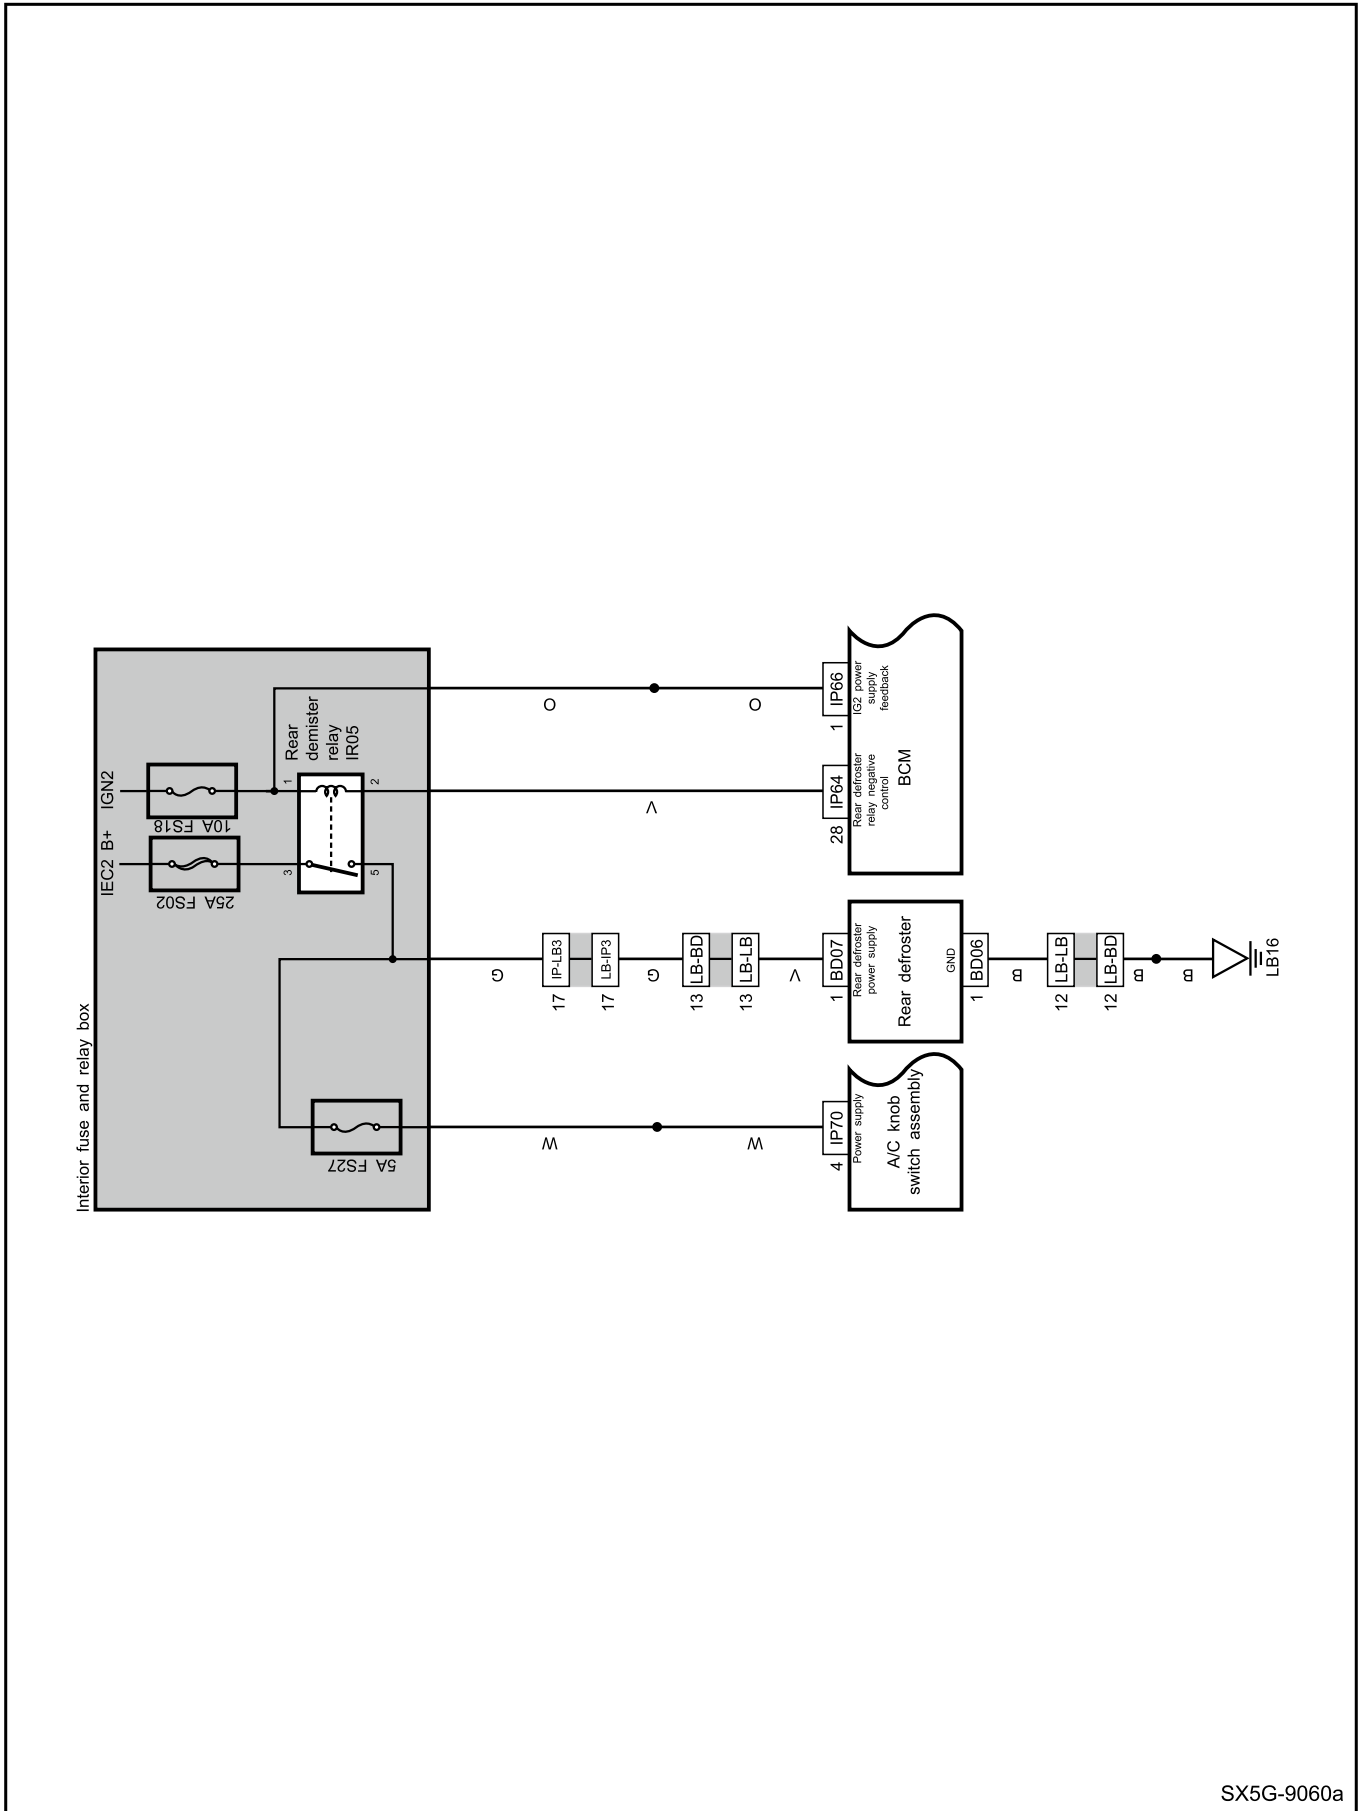 Interior fuse and relay box
IEC2 B+
IGN2
25A FS02
10A FS18
Rear
demister
relay
IR05
3
1
5
2
5A FS27
W
G
V
O
17
IP-LB3
17
LB-IP3
G
13
LB-BD
13
LB-LB
W
V
O
4
IP70
1
BD07
28
IP64
1
IP66
Power supply
A/C knob
switch assembly
Rear defroster
power supply
Rear defroster
GND
Rear defroster
relay negative
control
IG2 power
supply
feedback
BCM
1
BD06
B
12
LB-LB
12
LB-BD
B
B
LB16
SX5G-9060a